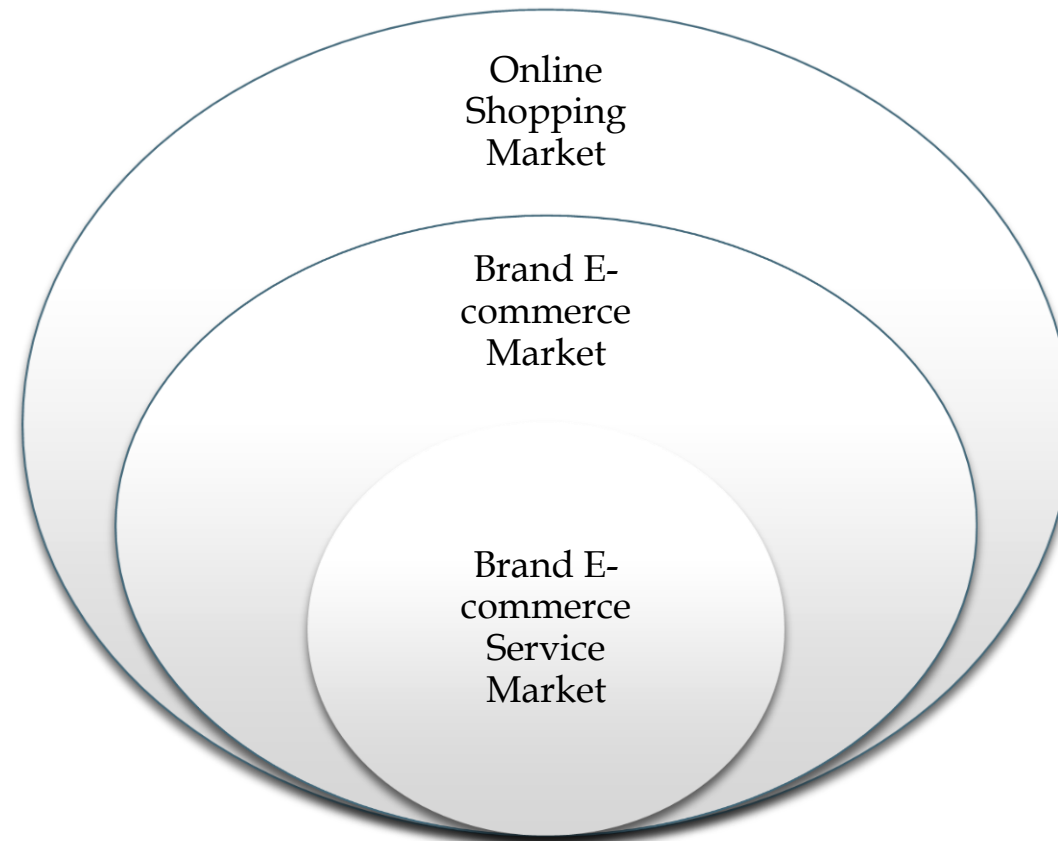 Online
Shopping
Market
Brand E-
commerce
Market
Brand E-
commerce
Service
Market